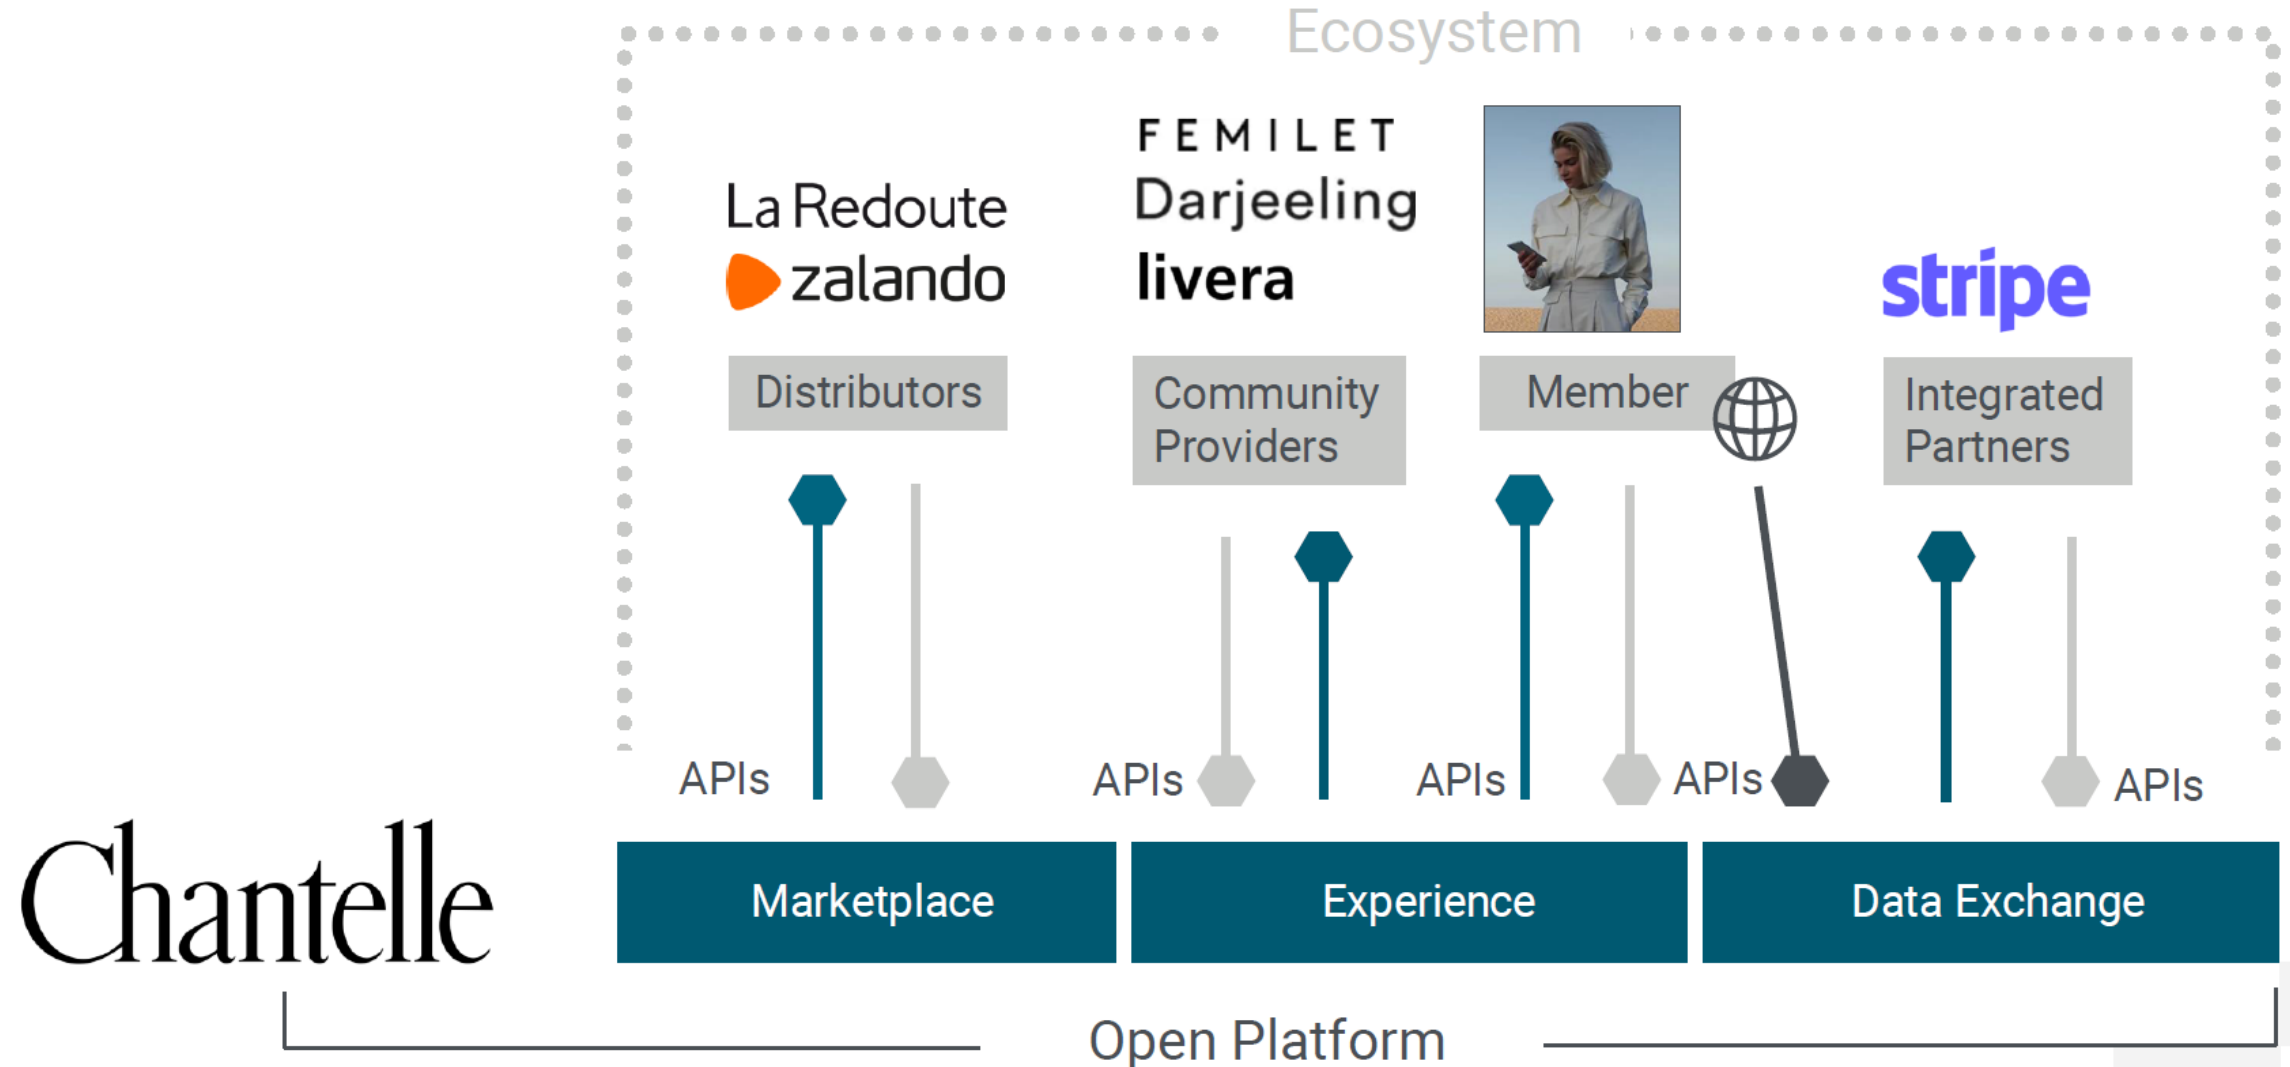 Ecosystem
La Redoute
zalando
FEMILET
Darjeeling
livera
stripe
Distributors
Community
Providers
Member
Integrated
Partners
APIs
APIs
APIs
APIs
APIs
Chantelle
Marketplace
Experience
Data Exchange
Open Platform